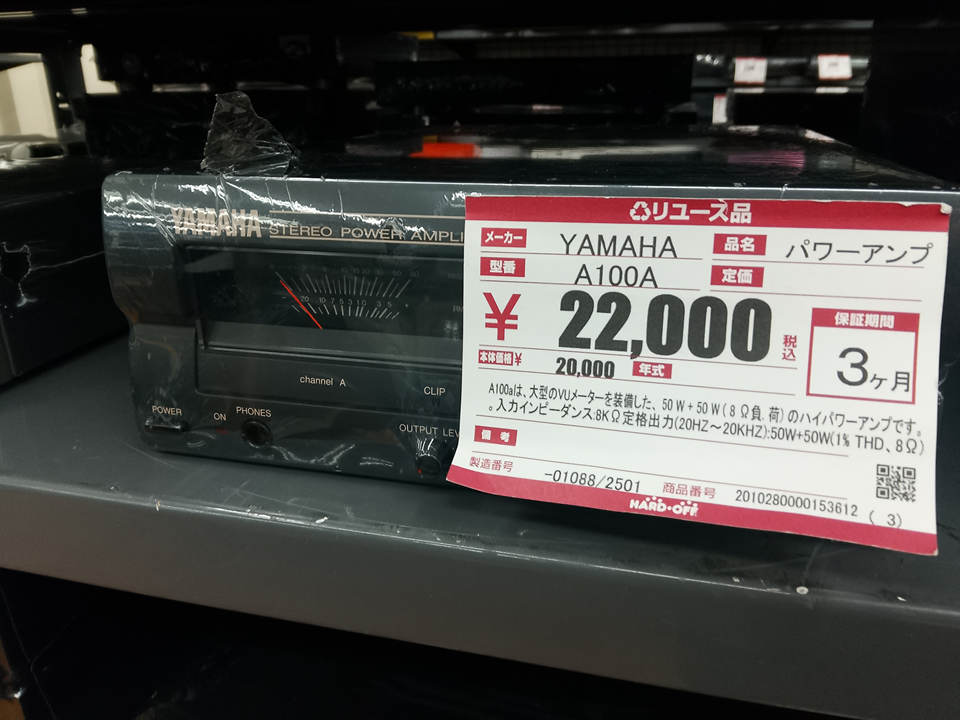 YAMAHA STEREO POWER AMPLI
channel A
CLIP
POWER
ON
PHONES
OUTPUT LEV
リユース品
メーカー YAMAHA 品名 パワーアンプ
型番 A100A 定価
¥22,000 税込
本体価格¥ 20,000 年式
保証期間
3ヶ月
A100aは、大型のVUメーターを装備した、50W+50W(8Ω負.荷)のハイパワーアンプです。
。入力インピーダンス:8KΩ定格出力(20HZ～20KHZ):50W+50W(1% THD、8Ω)
備考
製造番号 -01088/2501 商品番号 2010280000153612 ( 3)
HARD・OFF